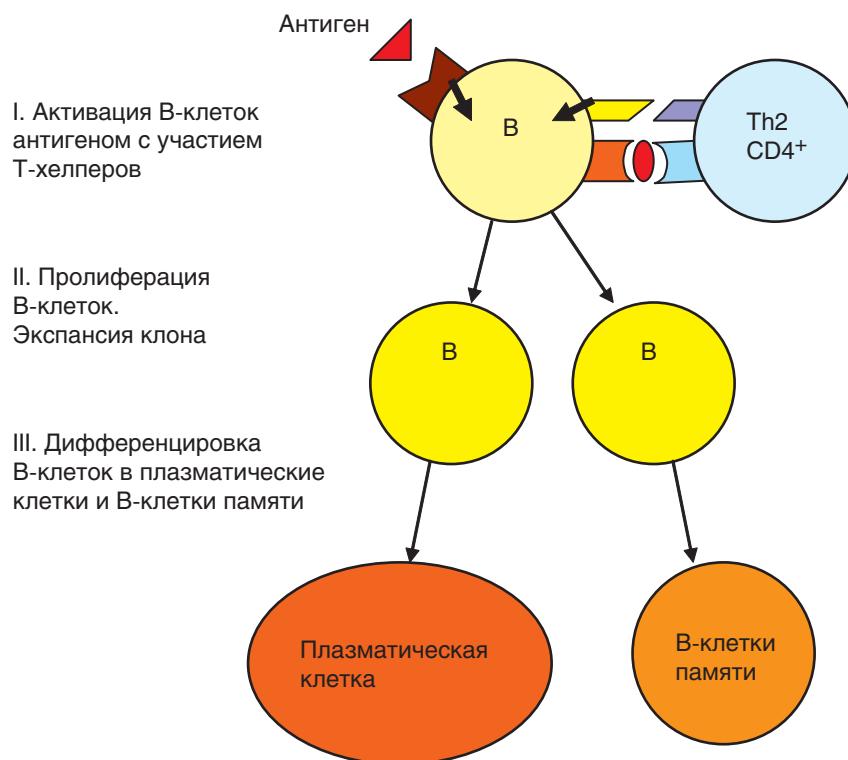 Антиген
I. Активация В-клеток
антигеном с участием
Т-хелперов
В
Th2
CD4+
II. Пролиферация
В-клеток.
Экспансия клона
В
В
III. Дифференцировка
В-клеток в плазматические
клетки и В-клетки памяти
Плазматическая
клетка
В-клетки
памяти